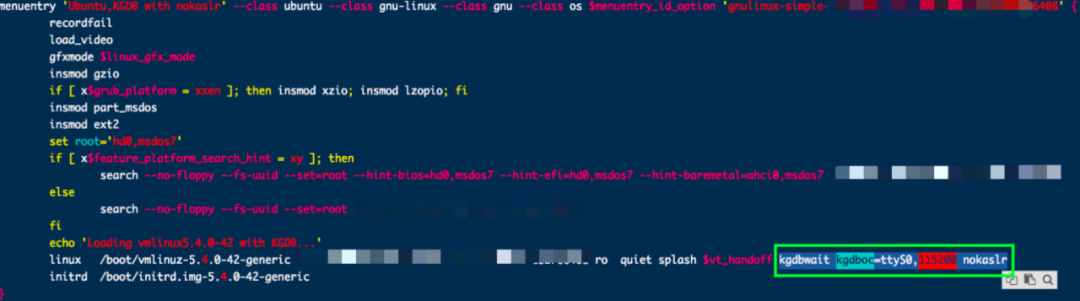 menuentry 'Ubuntu,KGDB with nokaslr' --class ubuntu --class gnu-linux --class gnu --class os $menuentry_id_option 'gnulinux-simple- 6408' {
recordfail
load_video
gfxmode $linux_gfx_mode
insmod gzio
if [ x$grub_platform = xxen ]; then insmod xzio; insmod lzopio; fi
insmod part_msdos
insmod ext2
set root='hd0,msdos7'
if [ x$feature_platform_search_hint = xy ]; then
search --no-floppy --fs-uuid --set=root --hint-bios=hd0,msdos7 --hint-efi=hd0,msdos7 --hint-baremetal=ahci0,msdos7
else
search --no-floppy --fs-uuid --set=root
fi
echo 'Loading vmlinux5.4.0-42 with KGDB...'
linux /boot/vmlinuz-5.4.0-42-generic ro quiet splash $vt_handoff kgdbwait kgdboc=ttyS0,115200 nokaslr
initrd /boot/initrd.img-5.4.0-42-generic
}